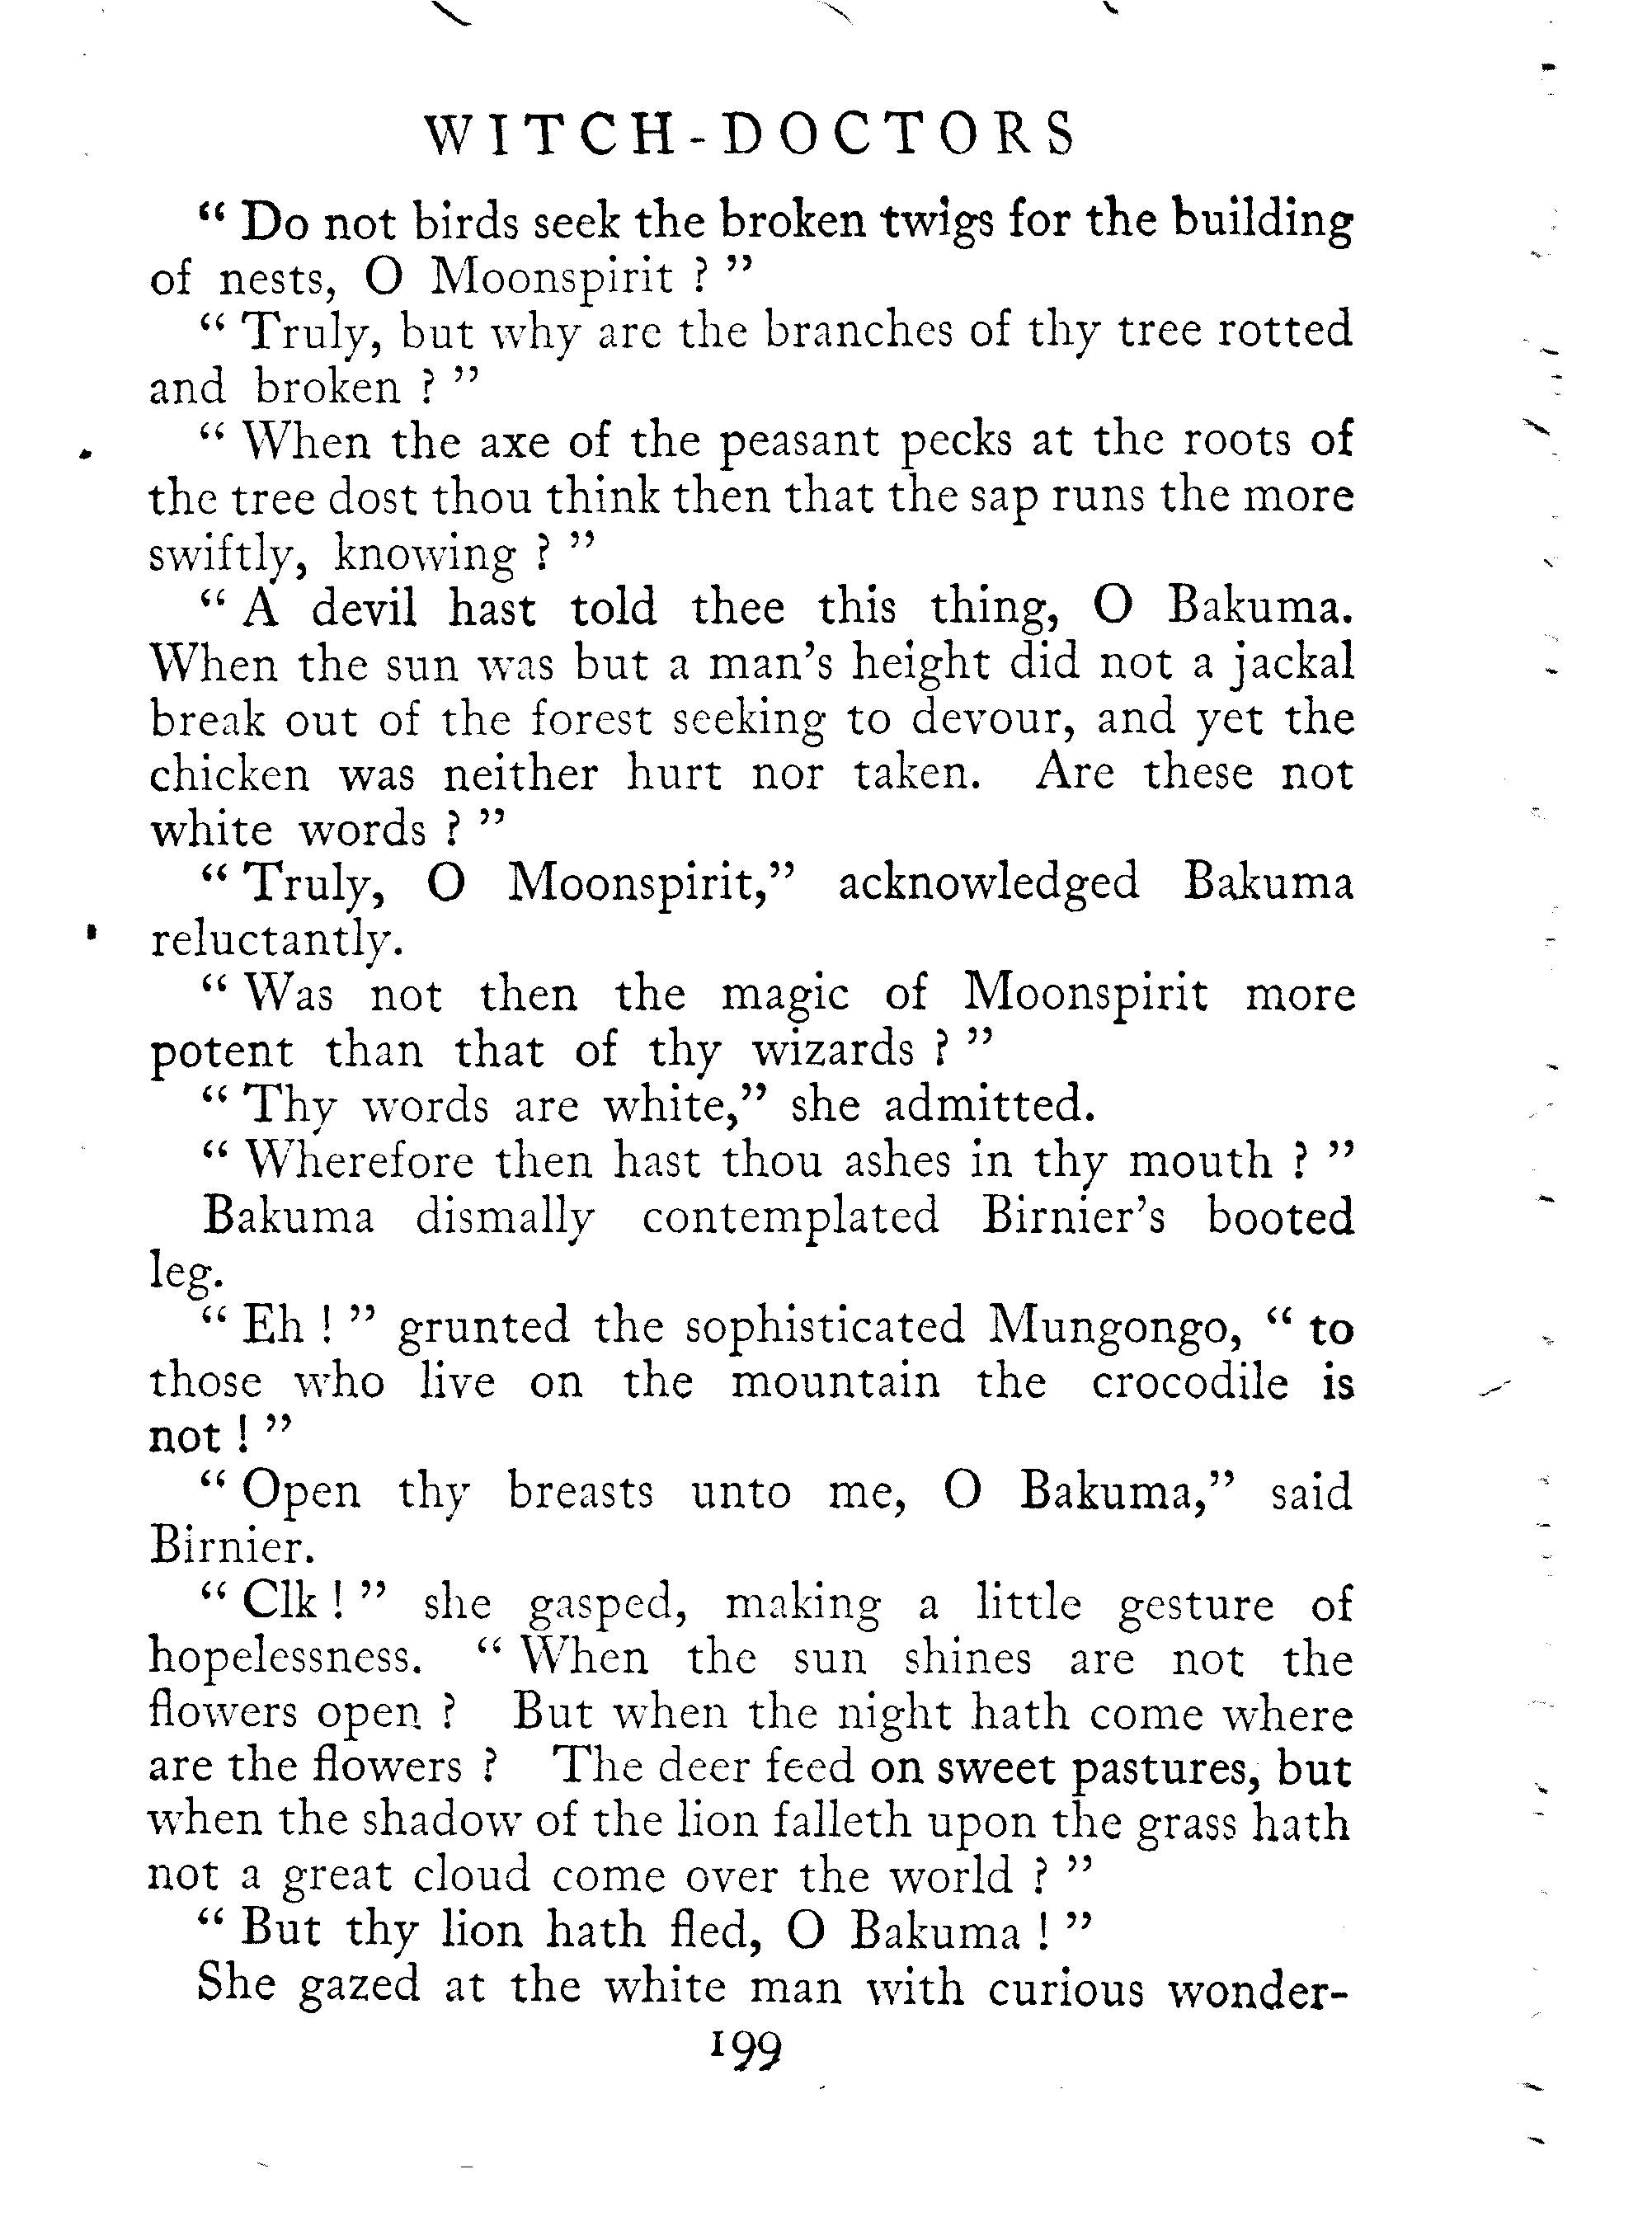 WITCH-DOCTORS
“ Do not birds seek the broken twigs for the building
of nests, O Moonspirit ? ”
“ Truly, but why are the branches of thy tree rotted
and broken ? ”
“ When the axe of the peasant pecks at the roots of
the tree dost thou think then that the sap runs the more
swiftly, knowing ? ”
“ A devil hast told thee this thing, O Bakuma.
When the sun was but a man’s height did not a jackal
break out of the forest seeking to devour, and yet the
chicken was neither hurt nor taken. Are these not
white words ? ”
“ Truly, O Moonspirit,” acknowledged Bakuma
reluctantly.
“ Was not then the magic of Moonspirit more
potent than that of thy wizards ? ”
“ Thy words are white,” she admitted.
“ Wherefore then hast thou ashes in thy mouth ? ”
Bakuma dismally contemplated Birnier’s booted
leg.
“ Eh ! ” grunted the sophisticated Mungongo, “ to
those who live on the mountain the crocodile is
not ! ”
“ Open thy breasts unto me, O Bakuma,” said
Birnier.
“ Clk ! ” she gasped, making a little gesture of
hopelessness. “ When the sun shines are not the
flowers open ? But when the night hath come where
are the flowers ? The deer feed on sweet pastures, but
when the shadow of the lion falleth upon the grass hath
not a great cloud come over the world ? ”
“ But thy lion hath fled, O Bakuma ! ”
She gazed at the white man with curious wonder-
199